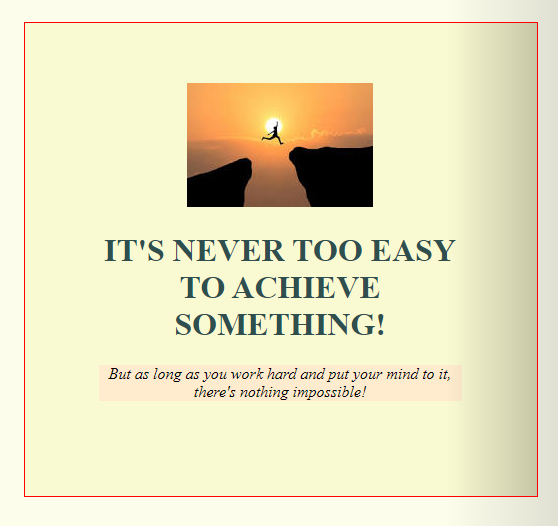 IT'S NEVER TOO EASY
TO ACHIEVE
SOMETHING!
But as long as you work hard and put your mind to it,
there's nothing impossible!